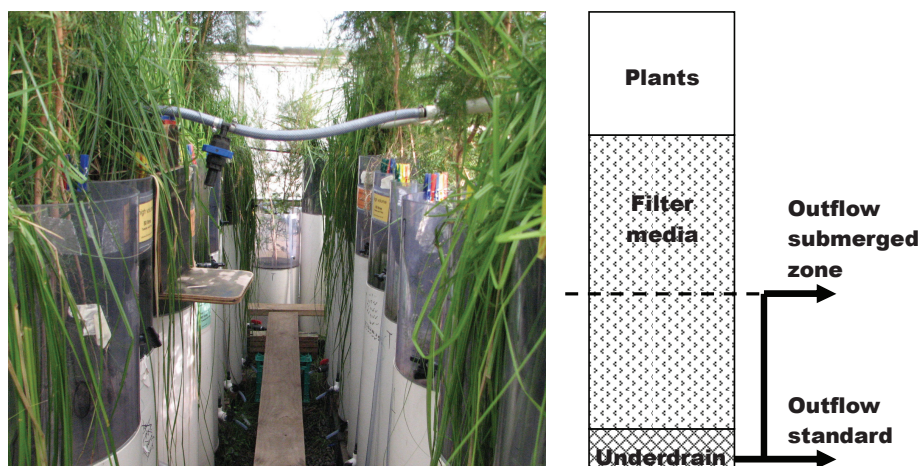 Plants
Filter
media
Outflow
submerged
zone
Outflow
standard
Underdrain